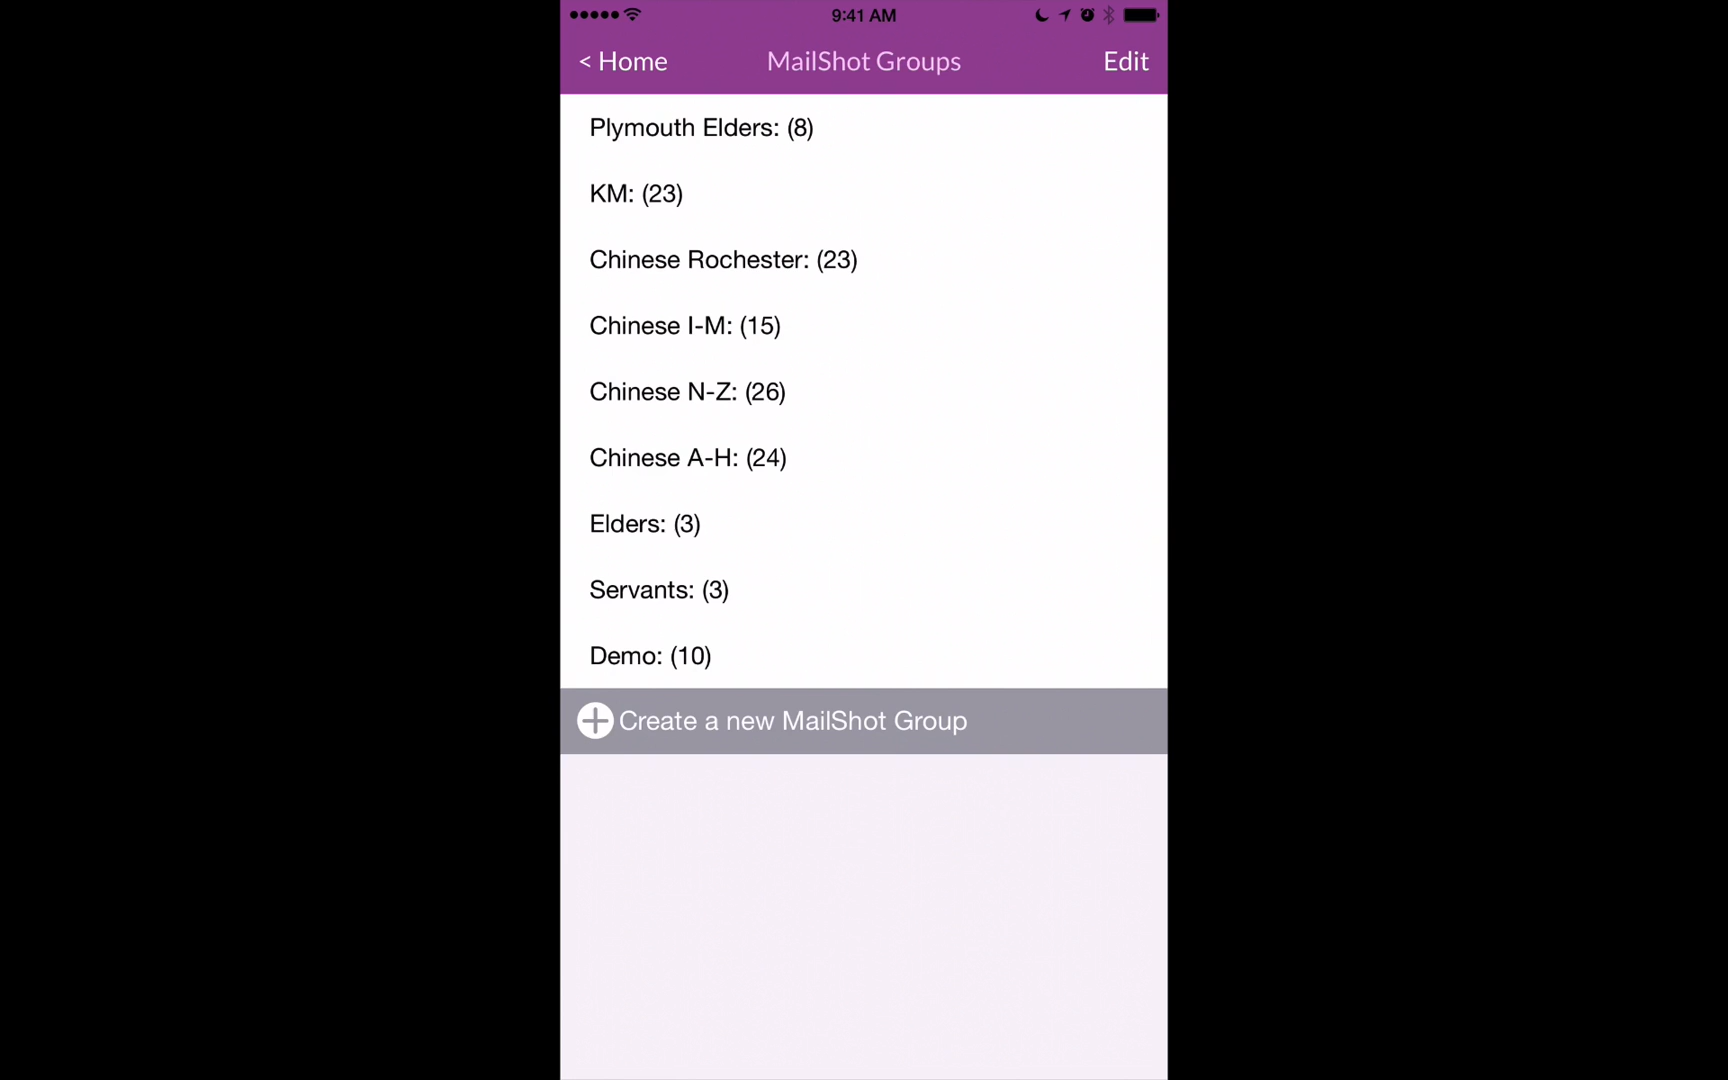 9:41 AM
< Home MailShot Groups Edit
Plymouth Elders: (8)
KM: (23)
Chinese Rochester: (23)
Chinese I-M: (15)
Chinese N-Z: (26)
Chinese A-H: (24)
Elders: (3)
Servants: (3)
Demo: (10)
Create a new MailShot Group